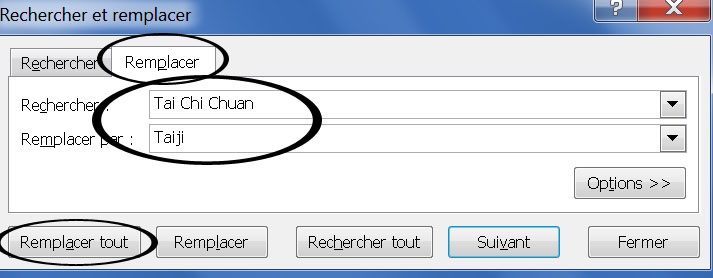 Rechercher et remplacer
?
Rechercher Remplacer
Rechercher : Tai Chi Chuan
Remplacer par : Taiji
Options >>
Remplacer tout Remplacer Rechercher tout Suivant Fermer